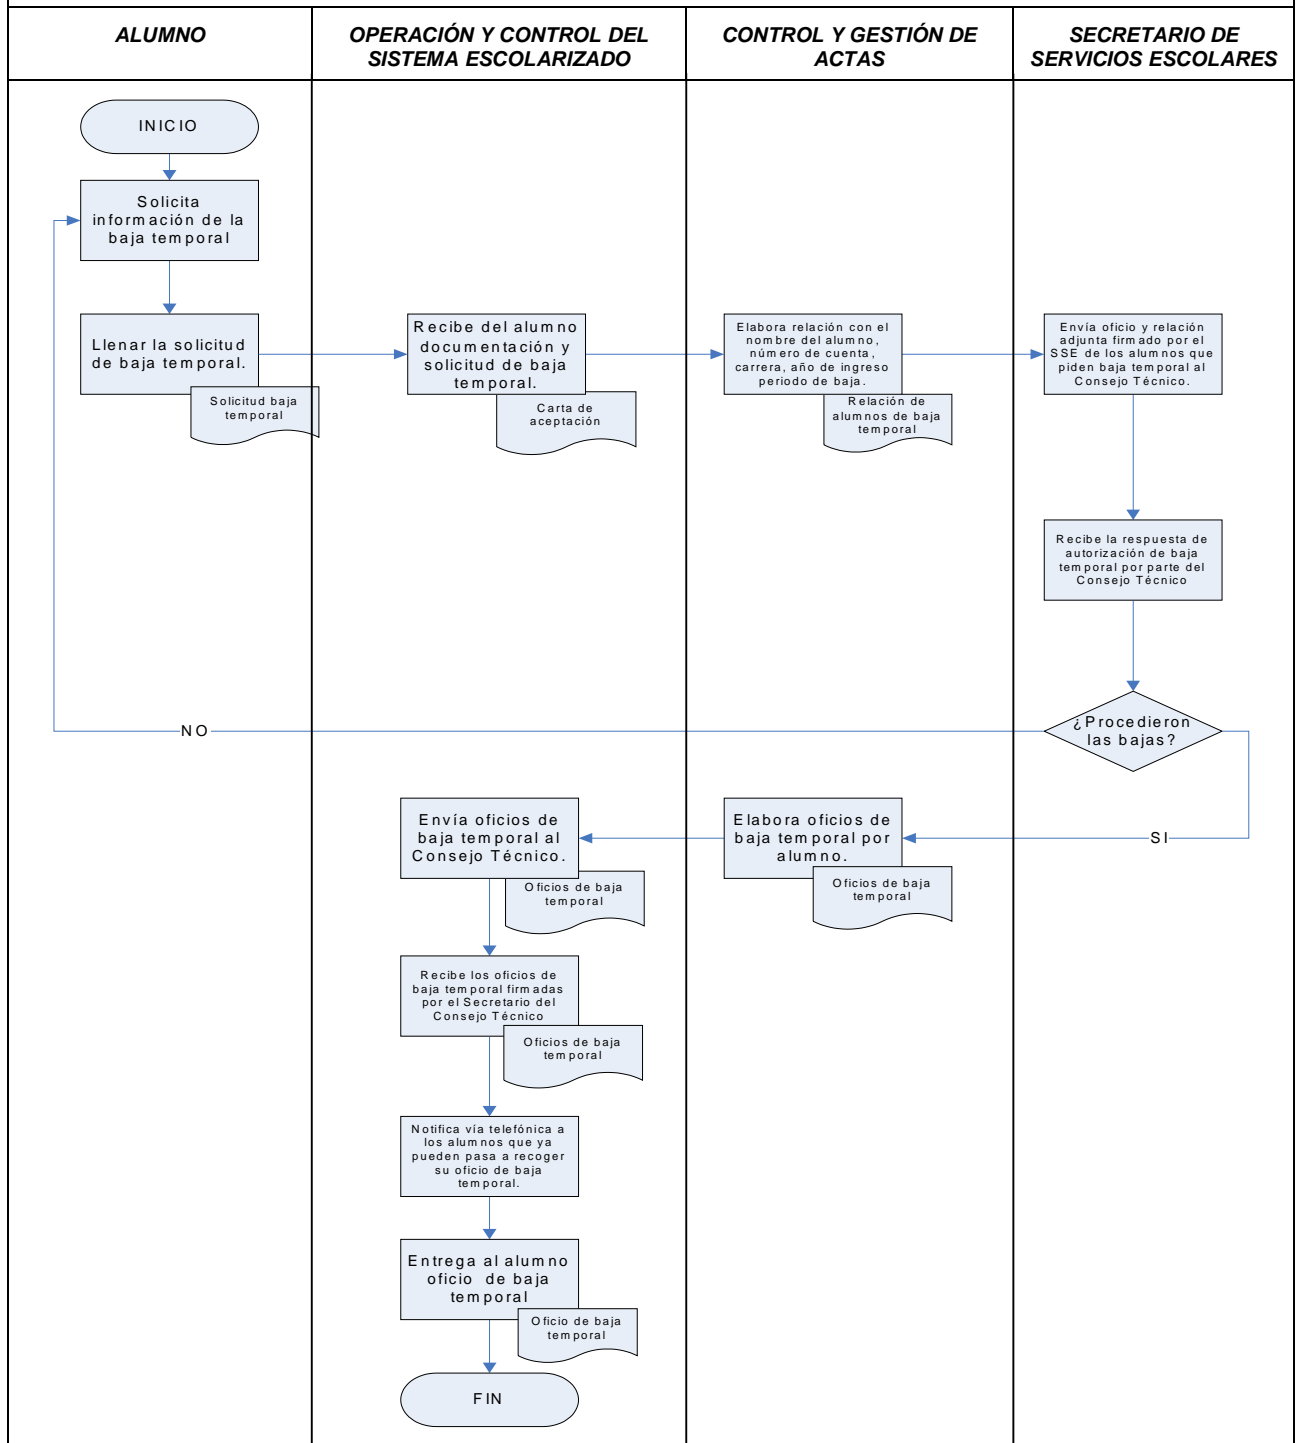 ALUMNO
OPERACIÓN Y CONTROL DEL
SISTEMA ESCOLARIZADO
CONTROL Y GESTIÓN DE
ACTAS
SECRETARIO DE
SERVICIOS ESCOLARES
INICIO
Solicita
información de la
baja temporal
Llenar la solicitud
de baja temporal.
Solicitud baja
temporal
Recibe del alumno
documentación y
solicitud de baja
temporal.
Carta de
aceptación
Elabora relación con el
nombre del alumno,
número de cuenta,
carrera, año de ingreso
periodo de baja.
Relación de
alumnos de baja
temporal
Envía oficio y relación
adjunta firmado por el
SSE de los alumnos que
piden baja temporal al
Consejo Técnico.
Recibe la respuesta de
autorización de baja
temporal por parte del
Consejo Técnico
¿Procedieron
las bajas?
NO
SI
Elabora oficios de
baja temporal por
alumno.
Oficios de baja
temporal
Envía oficios de
baja temporal al
Consejo Técnico.
Oficios de baja
temporal
Recibe los oficios de
baja temporal firmadas
por el Secretario del
Consejo Técnico
Oficios de baja
temporal
Notifica vía telefónica a
los alumnos que ya
pueden pasa a recoger
su oficio de baja
temporal.
Entrega al alumno
oficio de baja
temporal
Oficio de baja
temporal
FIN